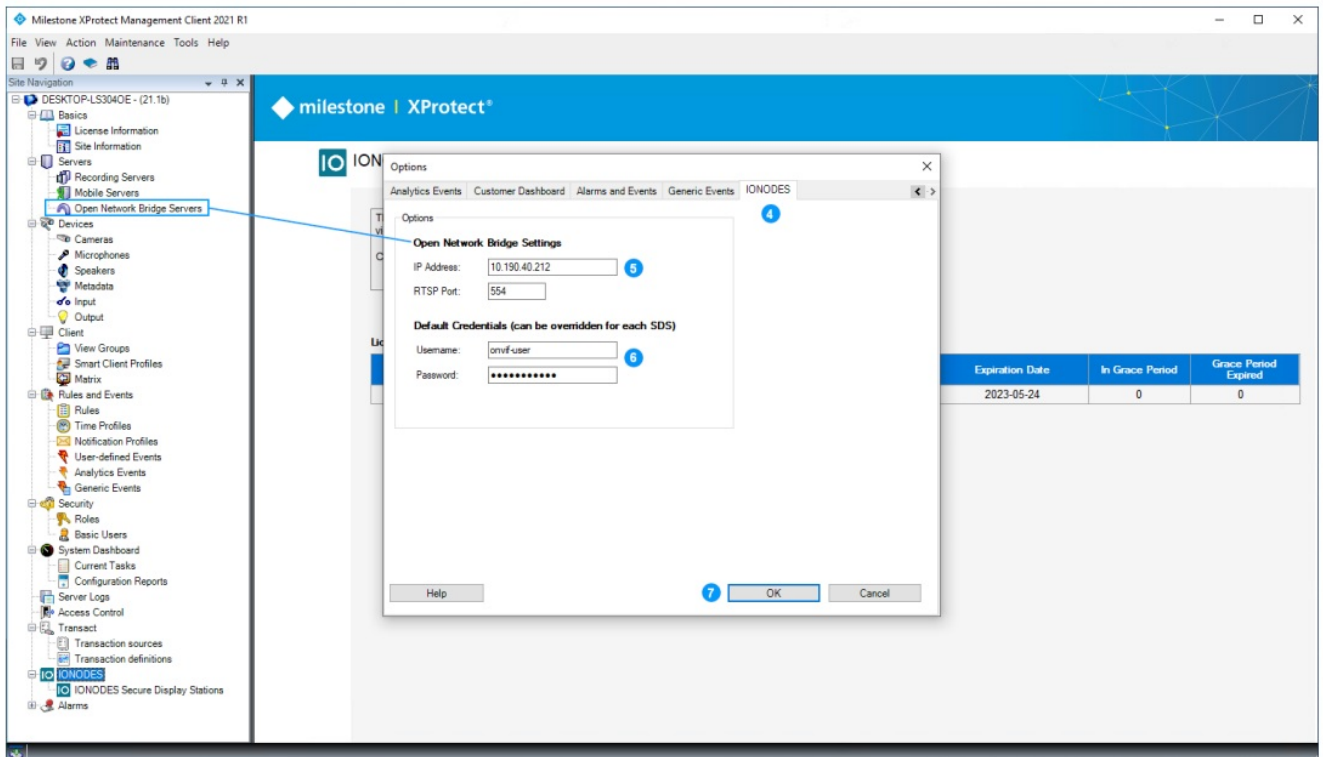 Milestone XProtect Management Client 2021 R1
File View Action Maintenance Tools Help
Site Navigation
DESKTOP-LS304OE - (21.1b)
Basics
License Information
Site Information
Servers
Recording Servers
Mobile Servers
Open Network Bridge Servers
Devices
Cameras
Microphones
Speakers
Metadata
Input
Output
Client
View Groups
Smart Client Profiles
Matrix
Rules and Events
Rules
Time Profiles
Notification Profiles
User-defined Events
Analytics Events
Generic Events
Security
Roles
Basic Users
System Dashboard
Current Tasks
Configuration Reports
Server Logs
Access Control
Transact
Transaction sources
Transaction definitions
IO IONODES
IO IONODES Secure Display Stations
Alarms
milestone | XProtect®
IO ION
Options
Analytics Events Customer Dashboard Alarms and Events Generic Events IONODES
4
Options
Open Network Bridge Settings
IP Address: 10.190.40.212 5
RTSP Port: 554
Default Credentials (can be overridden for each SDS)
Username: onvif-user
6
Password: •••••••••••
Help 7 OK Cancel
Expiration Date In Grace Period Grace Period Expired
2023-05-24 0 0